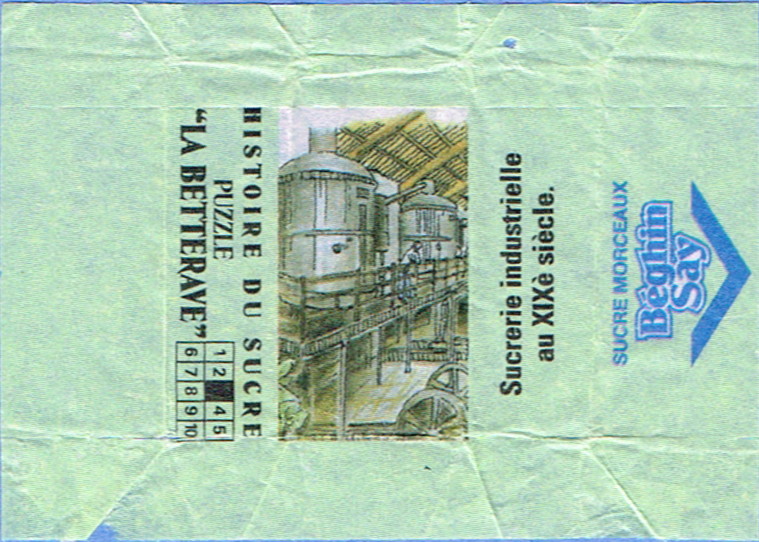 HISTOIRE DU SUCRE
PUZZLE
"LA BETTERAVE"
1 2 4 5
6 7 8 9 10
Sucrerie industrielle
au XIXè siècle.
SUCRE MORCEAUX
Béghin
Say